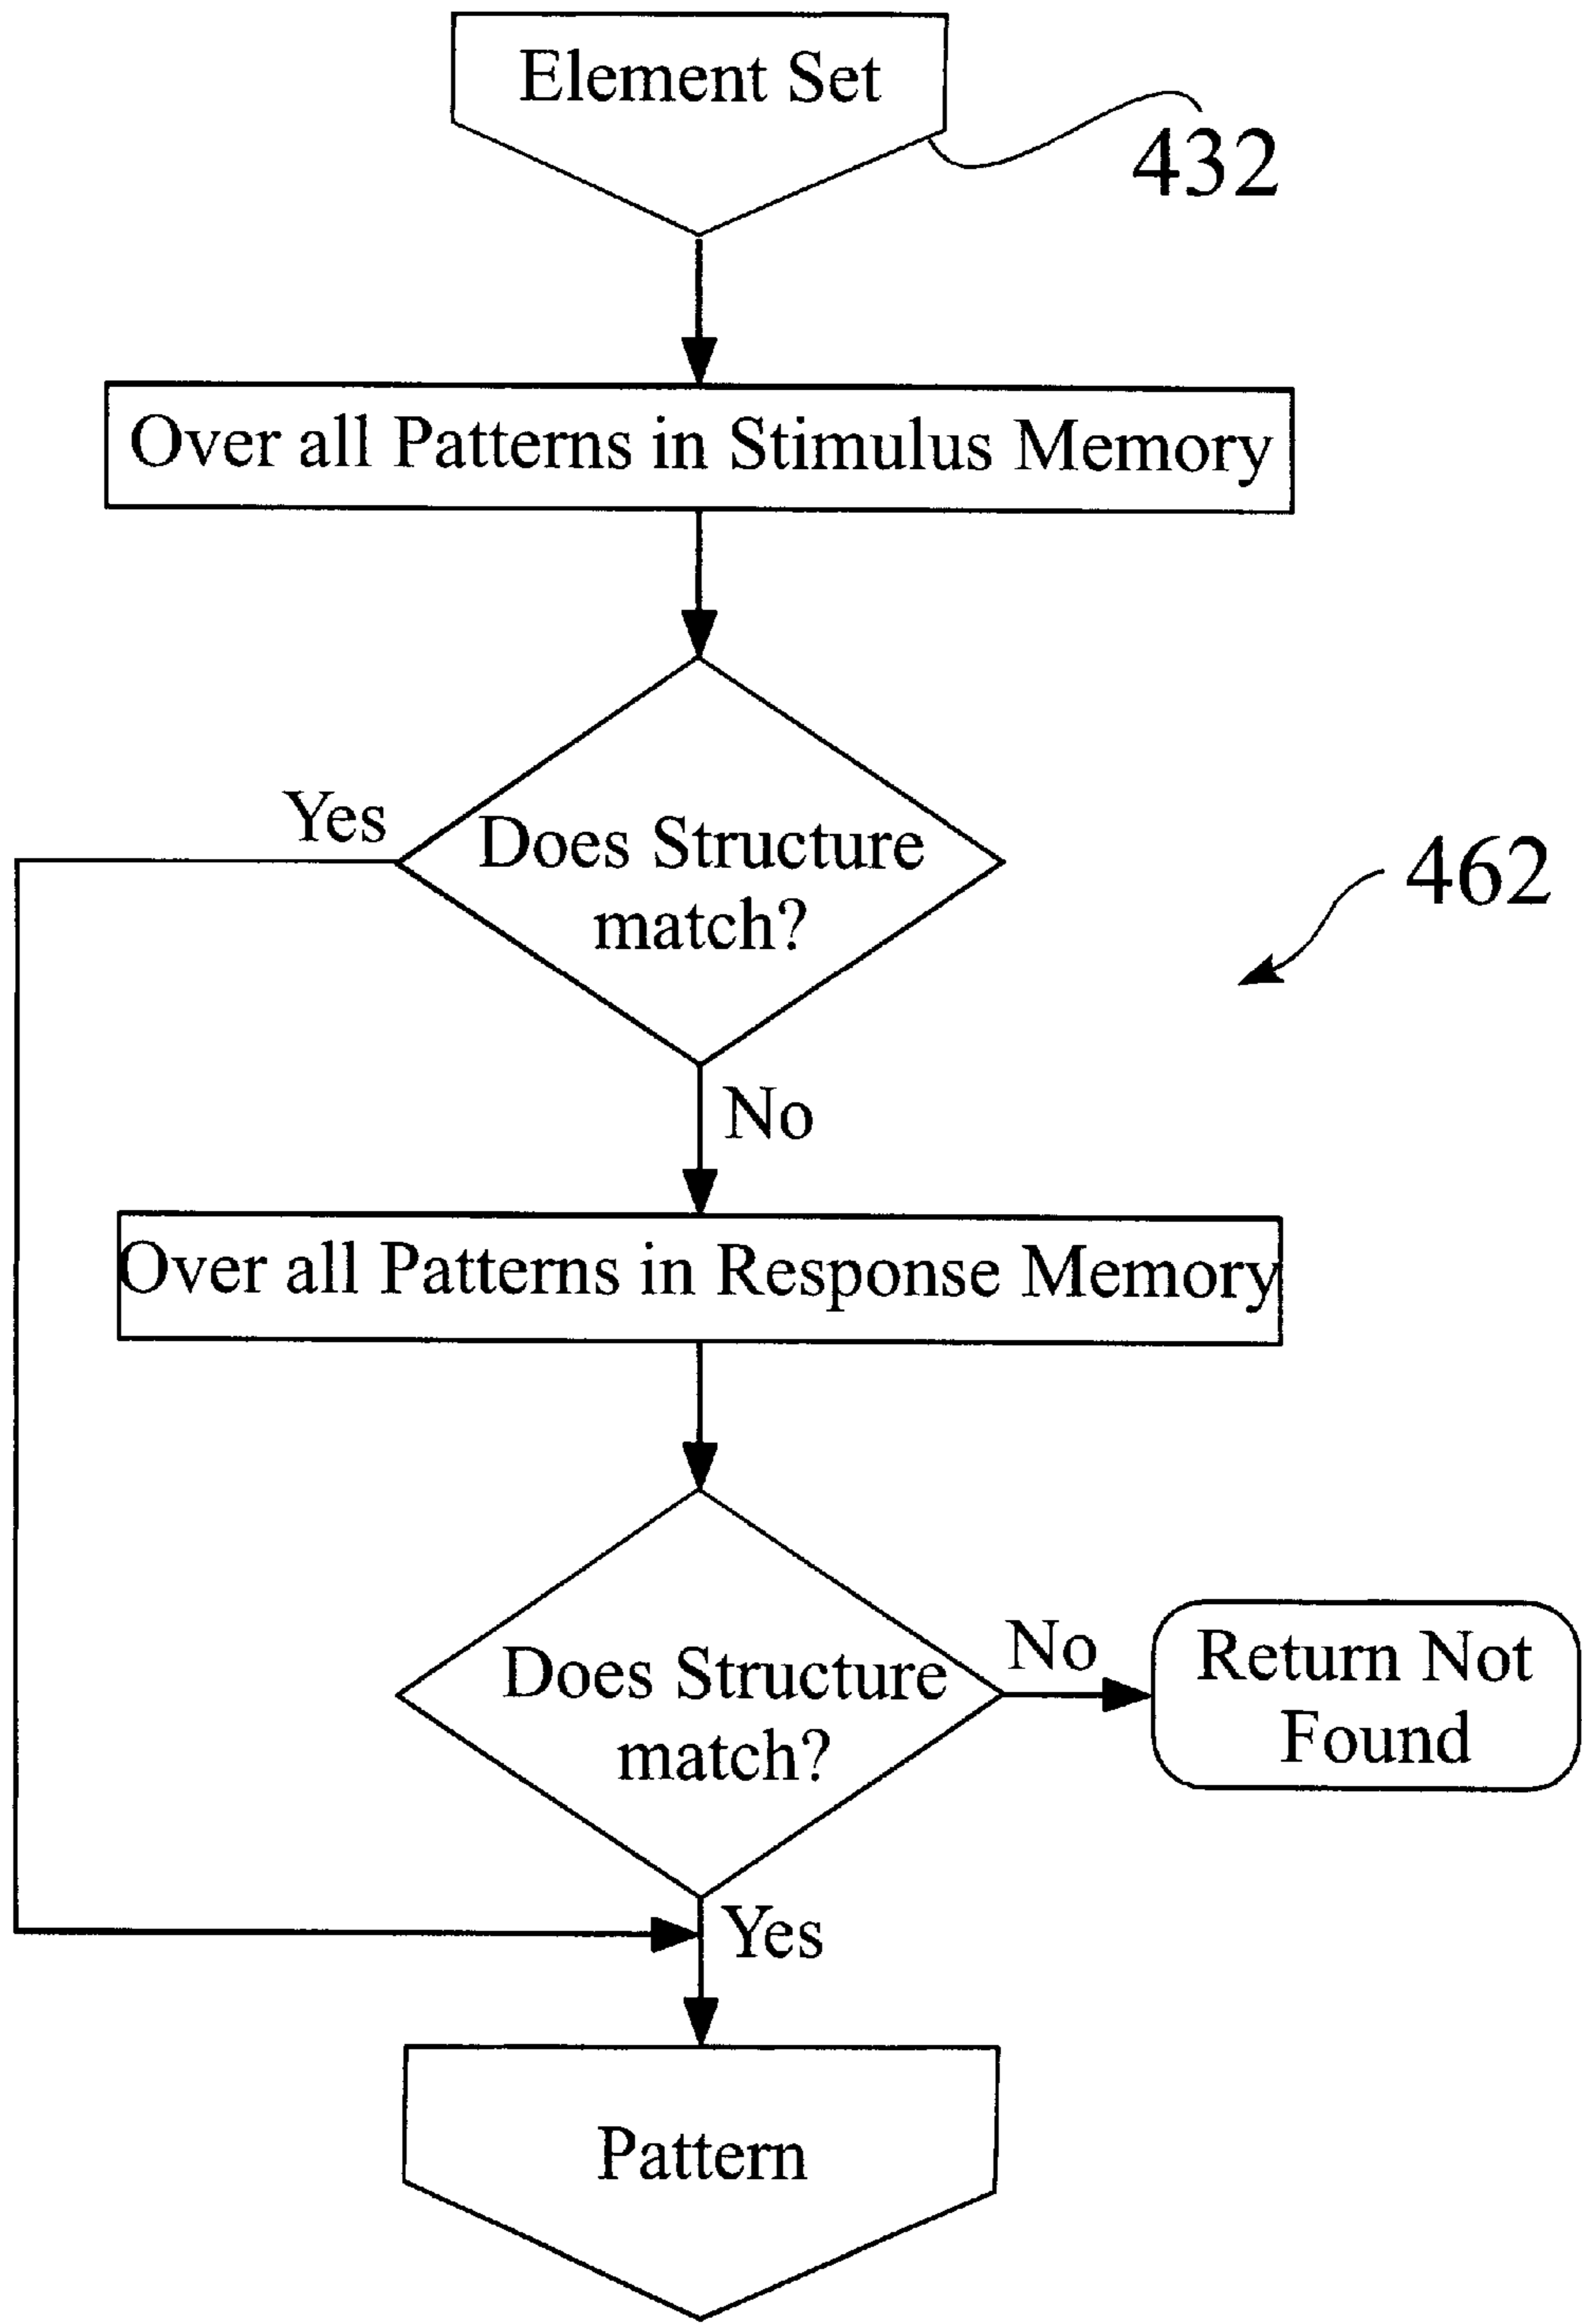 Element Set
432
Over all Patterns in Stimulus Memory
Yes
Does Structure
match?
462
No
Over all Patterns in Response Memory
Does Structure
match?
No
Return Not
Found
Yes
Pattern